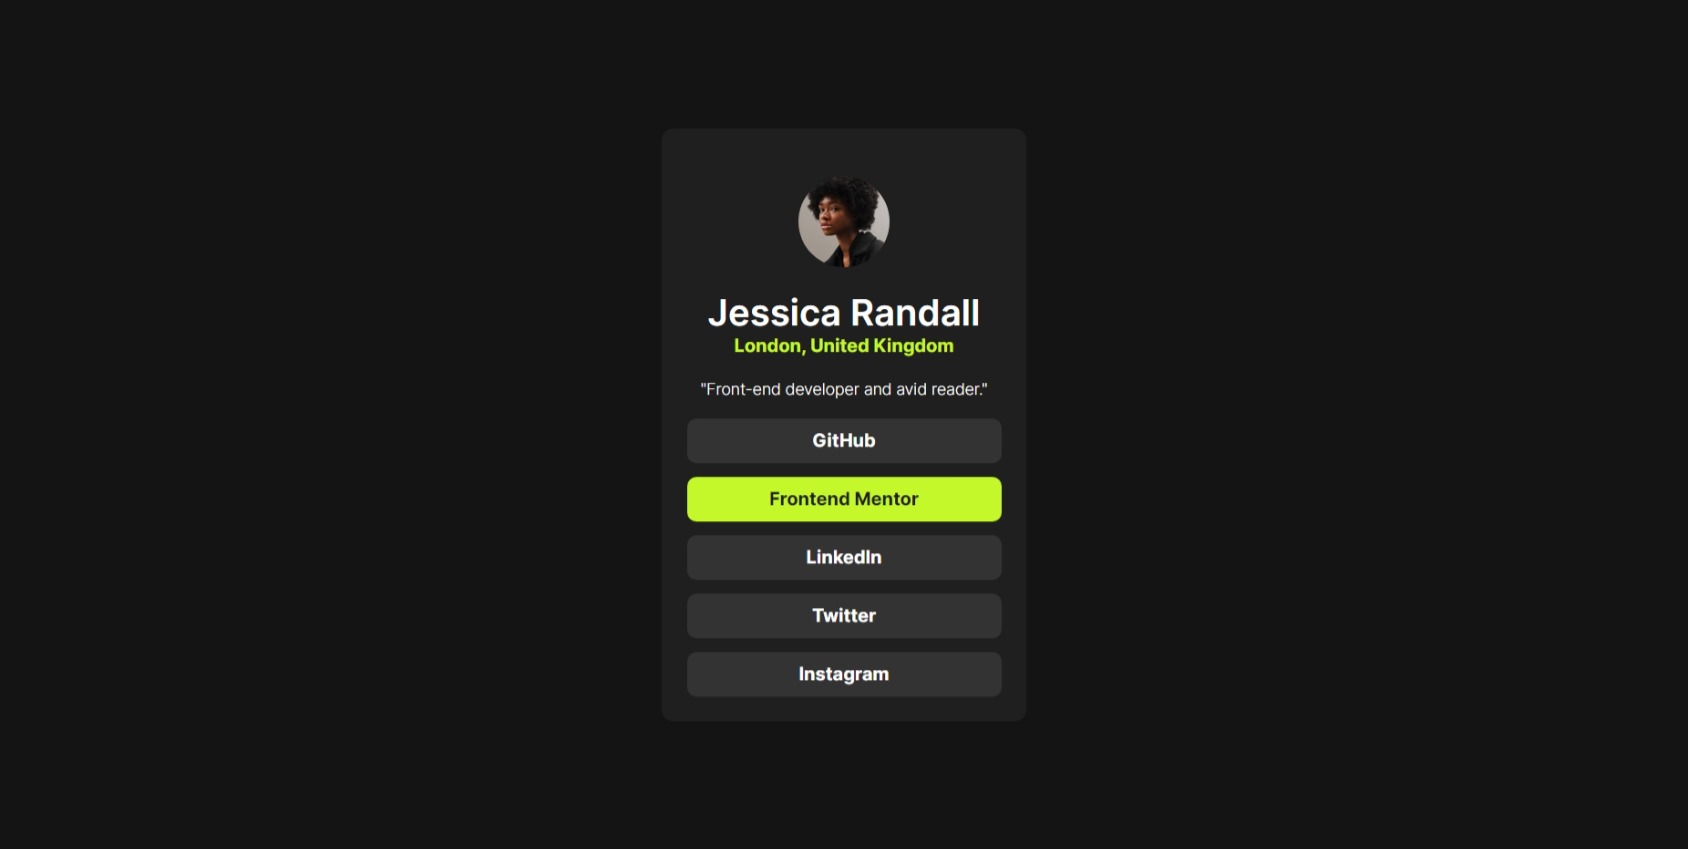 Jessica Randall
London, United Kingdom
"Front-end developer and avid reader."
GitHub
Frontend Mentor
LinkedIn
Twitter
Instagram